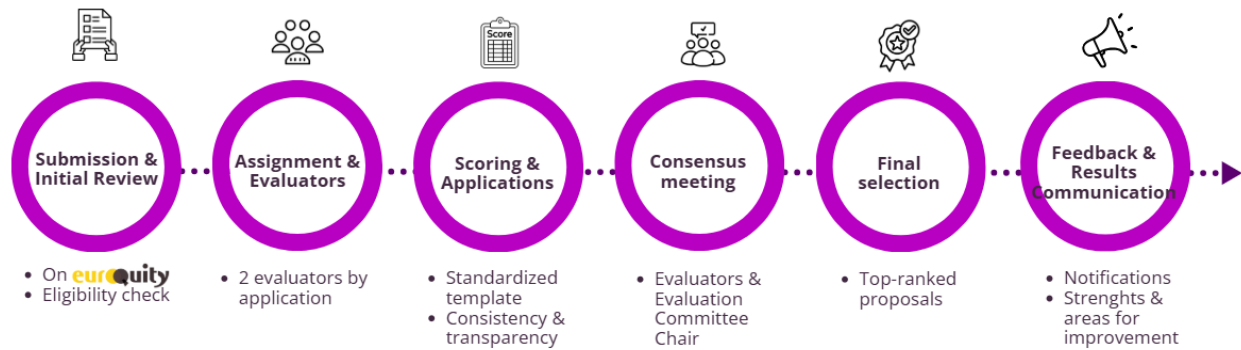 Score
Submission &
Initial Review
Assignment &
Evaluators
Scoring &
Applications
Consensus
meeting
Final
selection
Feedback &
Results
Communication
• On euroQuity
• Eligibility check
• 2 evaluators by
application
• Standardized
template
• Consistency &
transparency
• Evaluators &
Evaluation
Committee
Chair
• Top-ranked
proposals
• Notifications
• Strenghts &
areas for
improvement